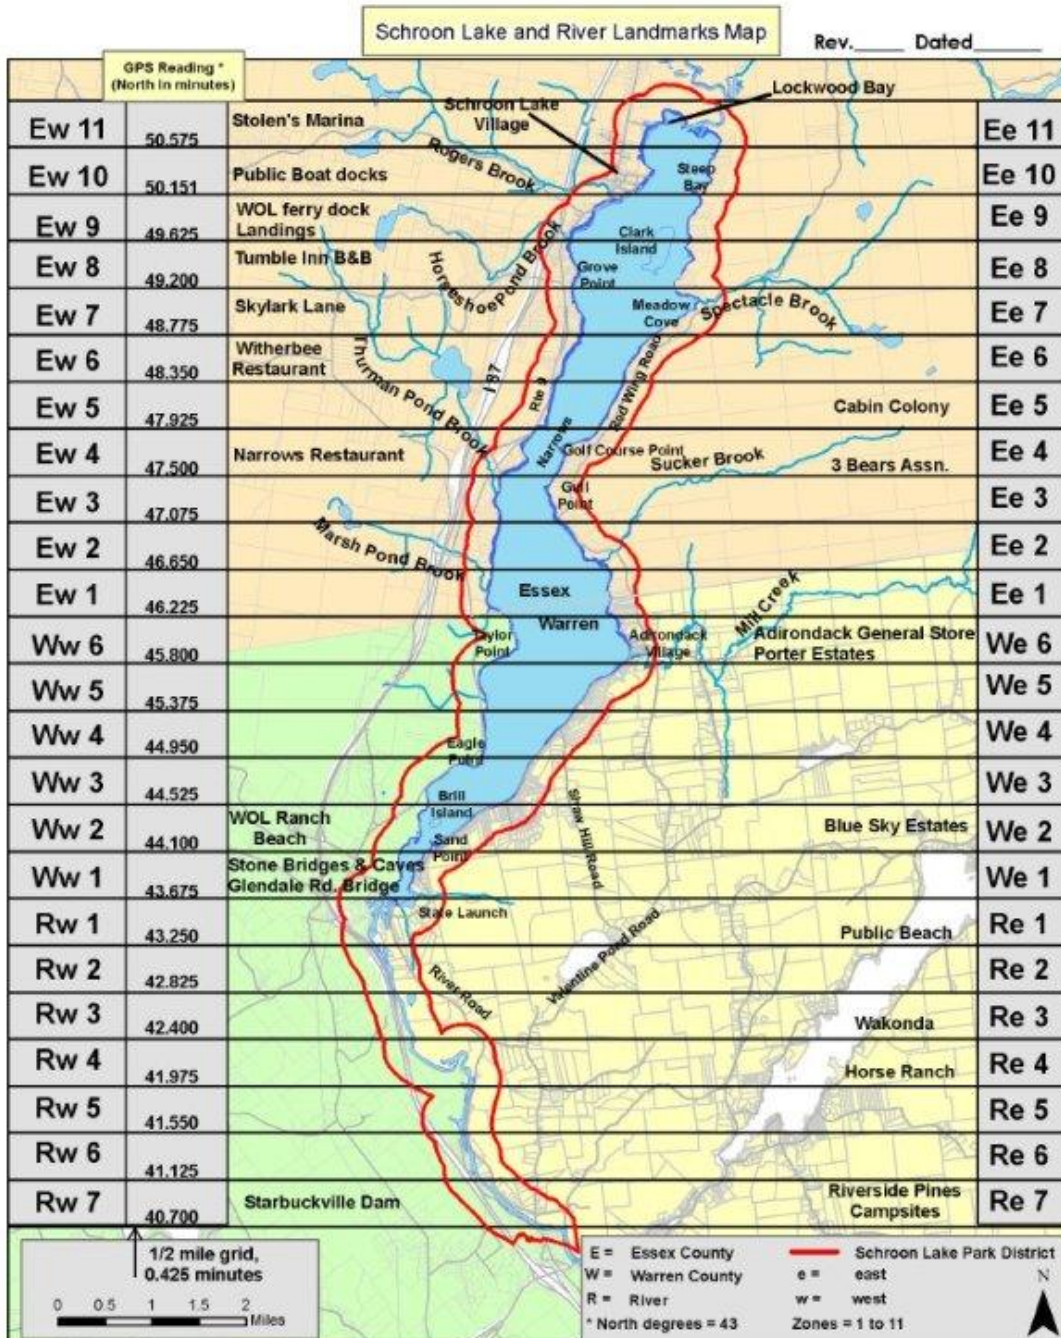 Schroon Lake and River Landmarks Map
Rev._____ Dated_______
GPS Reading *
(North In minutes)
Lockwood Bay
Schroon Lake
Village
Ew 11
50.575
Stolen's Marina
Ee 11
Rogers Brook
Ew 10
50.151
Public Boat docks
Steep
Bay
Ee 10
Ew 9
49.625
WOL ferry dock
Landings
Clark
Island
Ee 9
Horseshoe Pond Brook
Ew 8
49.200
Tumble Inn B&B
Grove
Point
Ee 8
Ew 7
48.775
Skylark Lane
Meadow
Cove
Spectacle Brook
Ee 7
Ew 6
48.350
Witherbee
Restaurant
Thurman Pond Brook
I 87
Rte 9
Red Wing Road
Ee 6
Ew 5
47.925
Cabin Colony
Ee 5
Ew 4
47.500
Narrows Restaurant
Narrows
Golf Course Point
Sucker Brook
3 Bears Assn.
Ee 4
Ew 3
47.075
Gull
Point
Ee 3
Ew 2
46.650
Marsh Pond Brook
Ee 2
Ew 1
46.225
Essex
Mill Creek
Ee 1
Ww 6
45.800
Warren
Taylor
Point
Adirondack
Village
Adirondack General Store
Porter Estates
We 6
Ww 5
45.375
We 5
Ww 4
44.950
Eagle
Point
We 4
Ww 3
44.525
Brill
Island
Shaw Hill Road
We 3
Ww 2
44.100
WOL Ranch
Beach
Sand
Point
Blue Sky Estates
We 2
Ww 1
43.675
Stone Bridges & Caves
Glendale Rd. Bridge
We 1
Rw 1
43.250
State Launch
Public Beach
Re 1
Rw 2
42.825
River Road
Valentine Pond Road
Re 2
Rw 3
42.400
Wakonda
Re 3
Rw 4
41.975
Horse Ranch
Re 4
Rw 5
41.550
Re 5
Rw 6
41.125
Re 6
Rw 7
40.700
Starbuckville Dam
Riverside Pines
Campsites
Re 7
1/2 mile grid,
0.425 minutes
0 0.5 1 2
Miles
E = Essex County
Schroon Lake Park District
W = Warren County
e = east
R = River
w = west
* North degrees = 43
Zones = 1 to 11
N